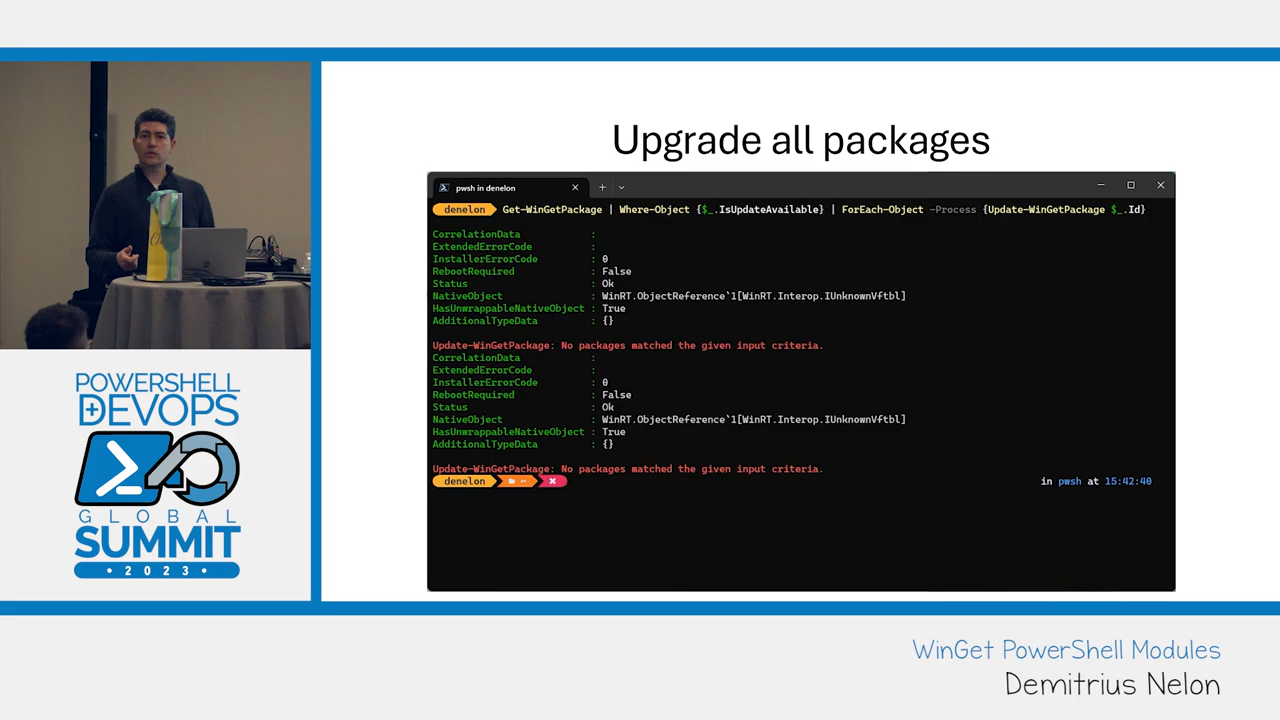 Upgrade all packages
pwsh in denelon
denelon Get-WinGetPackage | Where-Object {$_.IsUpdateAvailable} | ForEach-Object -Process {Update-WinGetPackage $_.Id}
CorrelationData :
ExtendedErrorCode :
InstallerErrorCode : 0
RebootRequired : False
Status : Ok
NativeObject : WinRT.ObjectReference`1[WinRT.Interop.IUnknownVftbl]
HasUnwrappableNativeObject : True
AdditionalTypeData : {}
Update-WinGetPackage: No packages matched the given input criteria.
CorrelationData :
ExtendedErrorCode :
InstallerErrorCode : 0
RebootRequired : False
Status : Ok
NativeObject : WinRT.ObjectReference`1[WinRT.Interop.IUnknownVftbl]
HasUnwrappableNativeObject : True
AdditionalTypeData : {}
Update-WinGetPackage: No packages matched the given input criteria.
denelon ~ in pwsh at 15:42:40
POWERSHELL
+DEVOPS
GLOBAL
SUMMIT
• 2023 •
WinGet PowerShell Modules
Demitrius Nelon